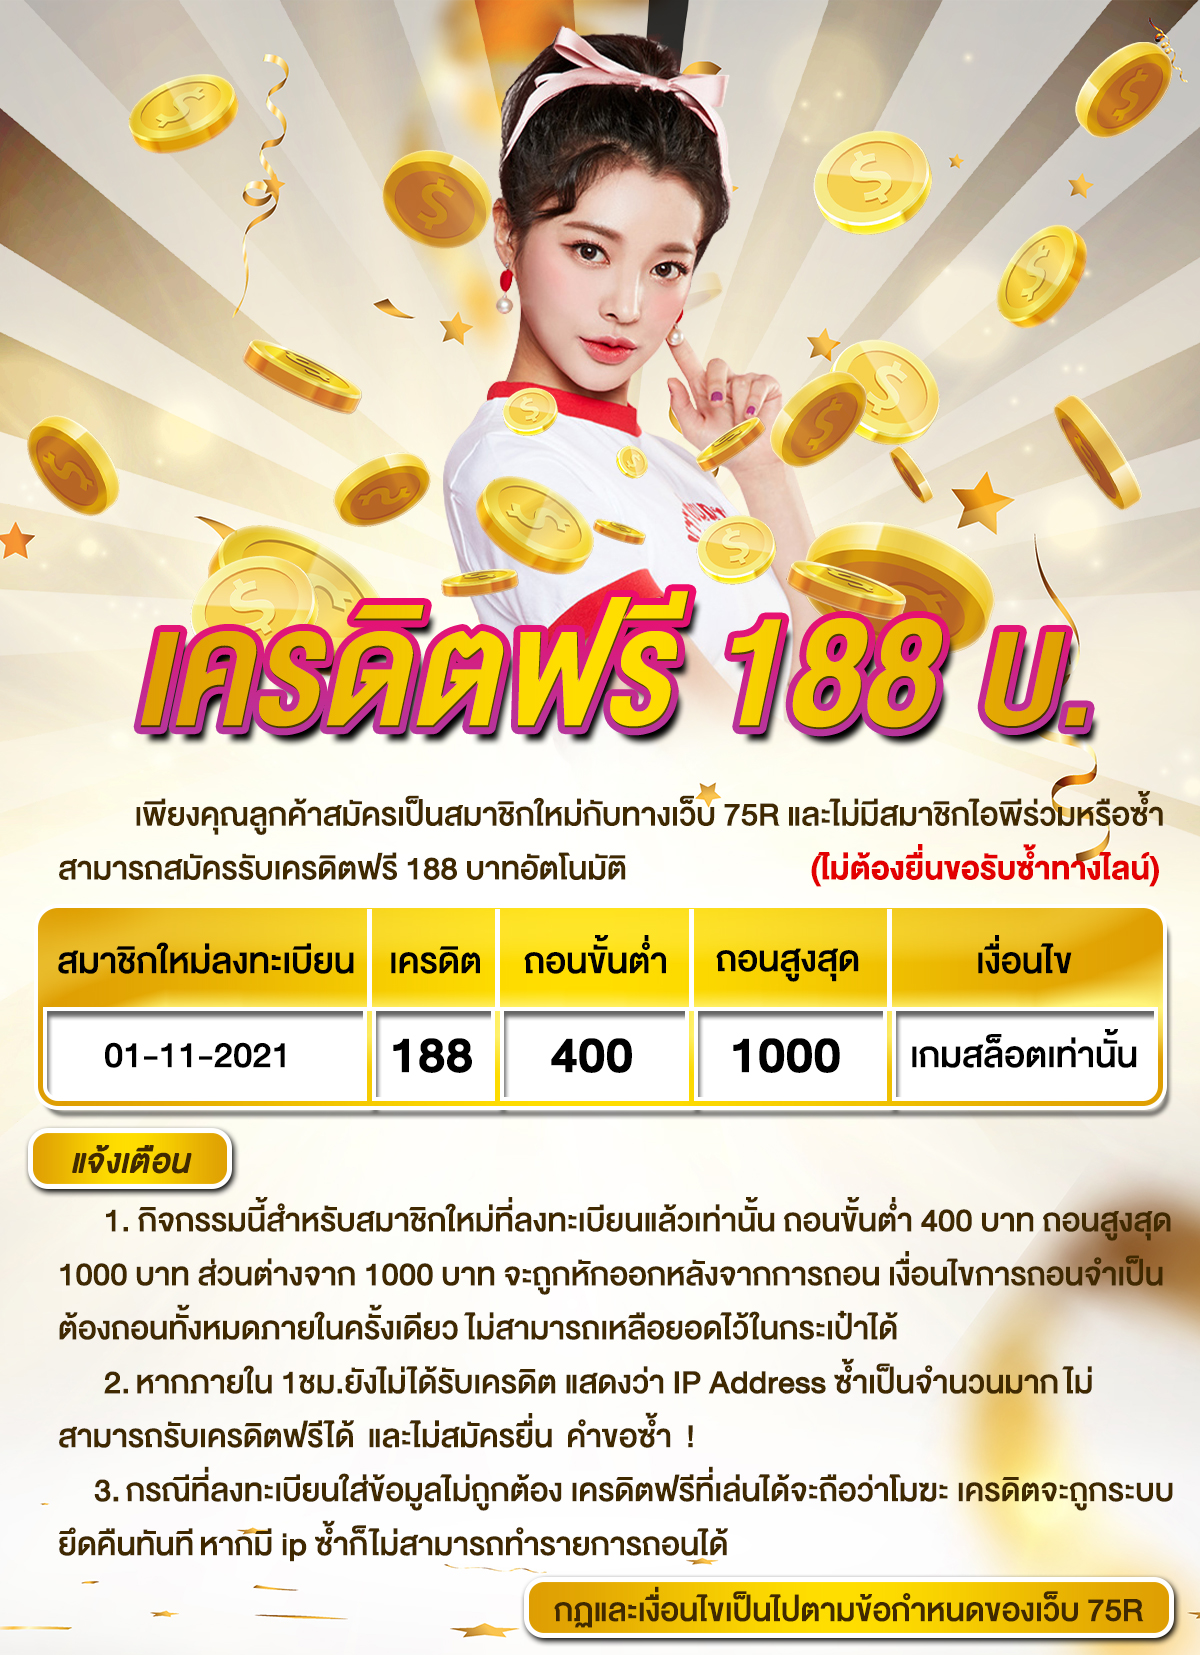 เครดิตฟรี 188 บ.
เพียงคุณลูกค้าสมัครเป็นสมาชิกใหม่กับทางเว็บ 75R และไม่มีสมาชิกไอพีร่วมหรือซ้ำ
สามารถสมัครรับเครดิตฟรี 188 บาทอัตโนมัติ (ไม่ต้องยื่นขอรับซ้ำทางไลน์)
สมาชิกใหม่ลงทะเบียน เครดิต ถอนขั้นต่ำ ถอนสูงสุด เงื่อนไข
01-11-2021 188 400 1000 เกมสล็อตเท่านั้น
แจ้งเตือน
1. กิจกรรมนี้สำหรับสมาชิกใหม่ที่ลงทะเบียนแล้วเท่านั้น ถอนขั้นต่ำ 400 บาท ถอนสูงสุด
1000 บาท ส่วนต่างจาก 1000 บาท จะถูกหักออกหลังจากการถอน เงื่อนไขการถอนจำเป็น
ต้องถอนทั้งหมดภายในครั้งเดียว ไม่สามารถเหลือยอดไว้ในกระเป๋าได้
2. หากภายใน 1ชม.ยังไม่ได้รับเครดิต แสดงว่า IP Address ซ้ำเป็นจำนวนมาก ไม่
สามารถรับเครดิตฟรีได้ และไม่สมัครยื่น คำขอซ้ำ !
3. กรณีที่ลงทะเบียนใส่ข้อมูลไม่ถูกต้อง เครดิตฟรีที่เล่นได้จะถือว่าโมฆะ เครดิตจะถูกระบบ
ยึดคืนทันที หากมี ip ซ้ำก็ไม่สามารถทำรายการถอนได้
กฏและเงื่อนไขเป็นไปตามข้อกำหนดของเว็บ 75R